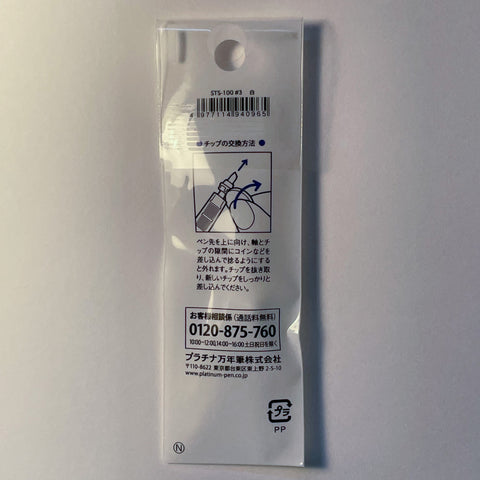 STS-100 #3 白
4 977114 940965
● チップの交換方法 ●
ペン先を上に向け、軸とチ
ップの隙間にコインなどを
差し込んで捻るようにする
と外れます。チップを抜き取
り、新しいチップをしっかりと
差し込んでください。
お客様相談係(通話料無料)
0120-875-760
10:00~12:00,14:00~16:00 土日祝日を除く
プラチナ万年筆株式会社
〒110-8622 東京都台東区東上野 2-5-10
www.platinum-pen.co.jp
プラ
PP
N